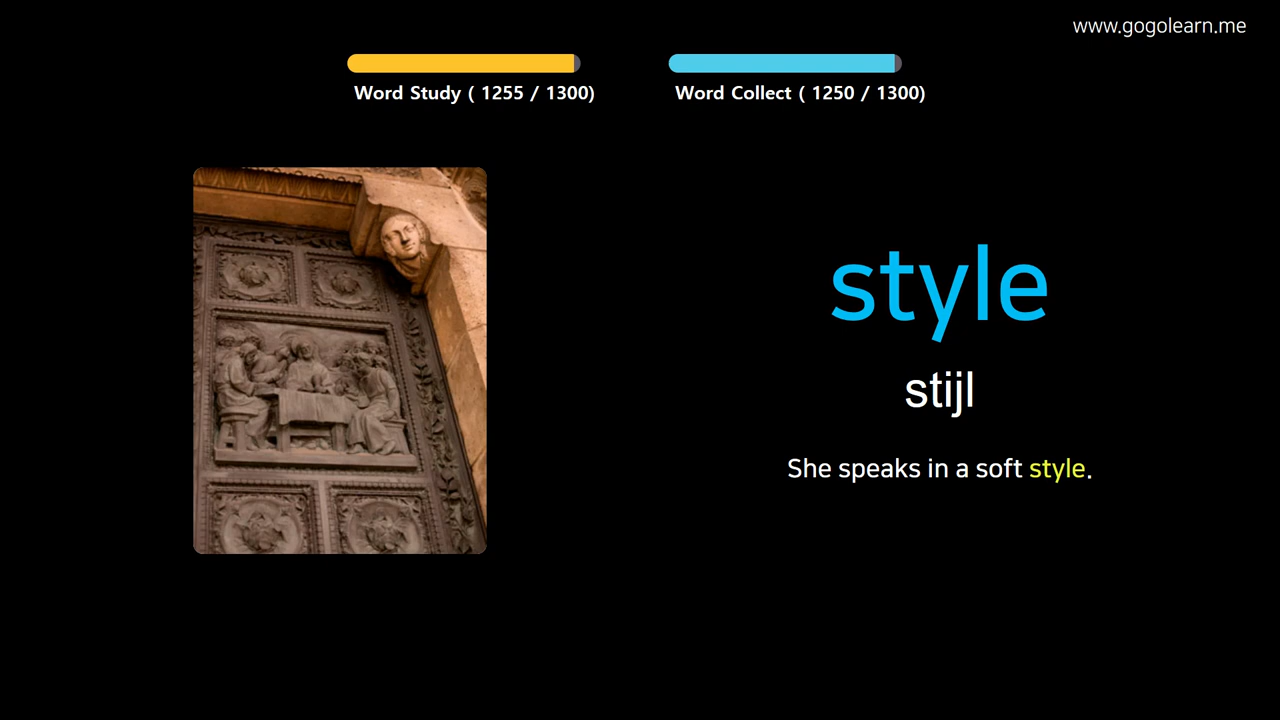 www.gogolearn.me
Word Study ( 1255 / 1300)
Word Collect ( 1250 / 1300)
style
stijl
She speaks in a soft style.